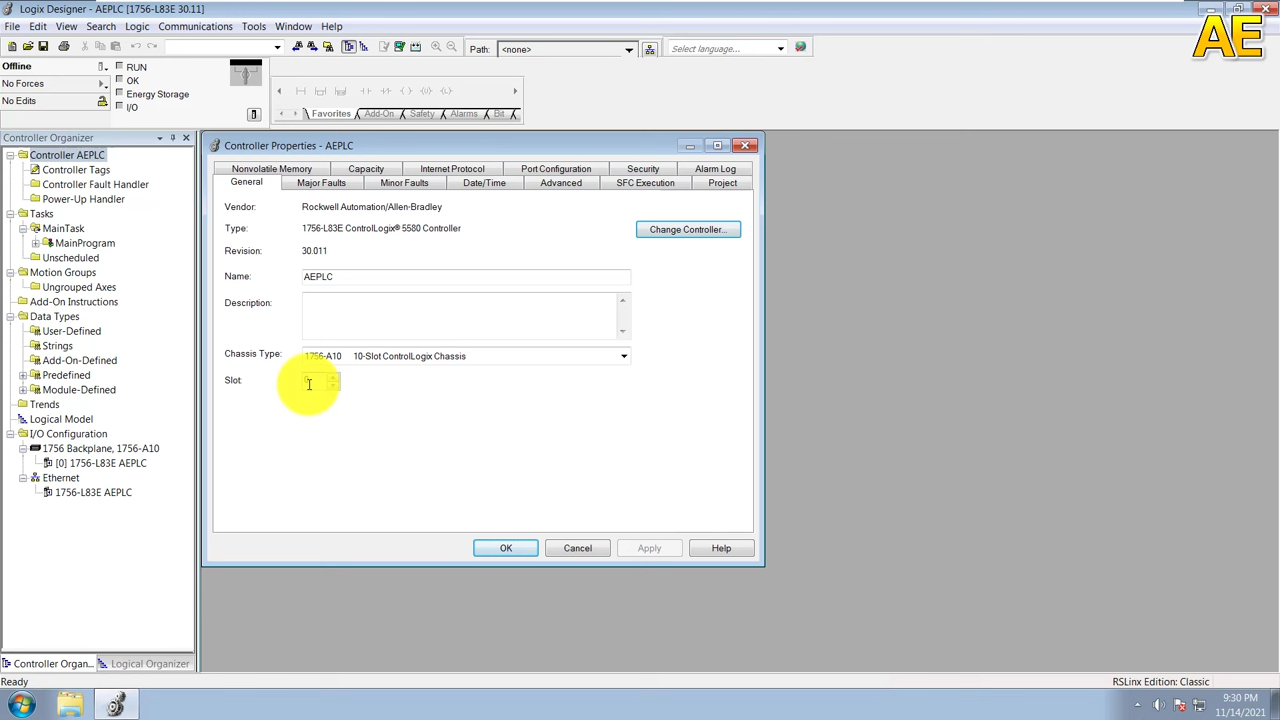 Logix Designer - AEPLC [1756-L83E 30.11]
AE
File Edit View Search Logic Communications Tools Window Help
Path: <none>
Select language...
Offline
RUN
No Forces
OK
Energy Storage
No Edits
I/O
Favorites Add-On Safety Alarms Bit
Controller Organizer
Controller AEPLC
Controller Tags
Controller Fault Handler
Power-Up Handler
Tasks
MainTask
MainProgram
Unscheduled
Motion Groups
Ungrouped Axes
Add-On Instructions
Data Types
User-Defined
Strings
Add-On-Defined
Predefined
Module-Defined
Trends
Logical Model
I/O Configuration
1756 Backplane, 1756-A10
[0] 1756-L83E AEPLC
Ethernet
1756-L83E AEPLC
Controller Organ... Logical Organizer
Controller Properties - AEPLC
Nonvolatile Memory Capacity Internet Protocol Port Configuration Security Alarm Log
General Major Faults Minor Faults Date/Time Advanced SFC Execution Project
Vendor: Rockwell Automation/Allen-Bradley
Type: 1756-L83E ControlLogix® 5580 Controller
Change Controller...
Revision: 30.011
Name: AEPLC
Description:
Chassis Type: 1756-A10 10-Slot ControlLogix Chassis
Slot: 0
OK Cancel Apply Help
Ready
RSLinx Edition: Classic
9:30 PM
11/14/2021